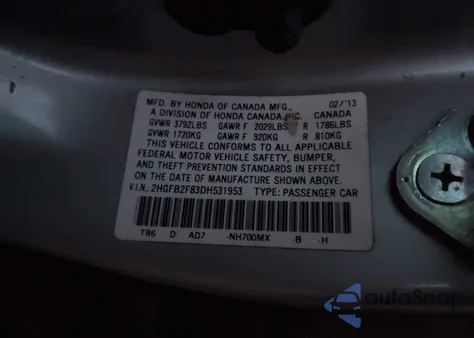 MFD. BY HONDA OF CANADA MFG., 02/'13
A DIVISION OF HONDA CANADA, INC. CANADA
GVWR 3792LBS GAWR F 2029LBS R 1786LBS
GVWR 1720KG GAWR F 920KG R 810KG
THIS VEHICLE CONFORMS TO ALL APPLICABLE
FEDERAL MOTOR VEHICLE SAFETY, BUMPER,
AND THEFT PREVENTION STANDARDS IN EFFECT
ON THE DATE OF MANUFACTURE SHOWN ABOVE.
V.I.N.: 2HGFB2F83DH531953 TYPE: PASSENGER CAR
TR6 D AD7 -NH700MX -B -H
autoSnap